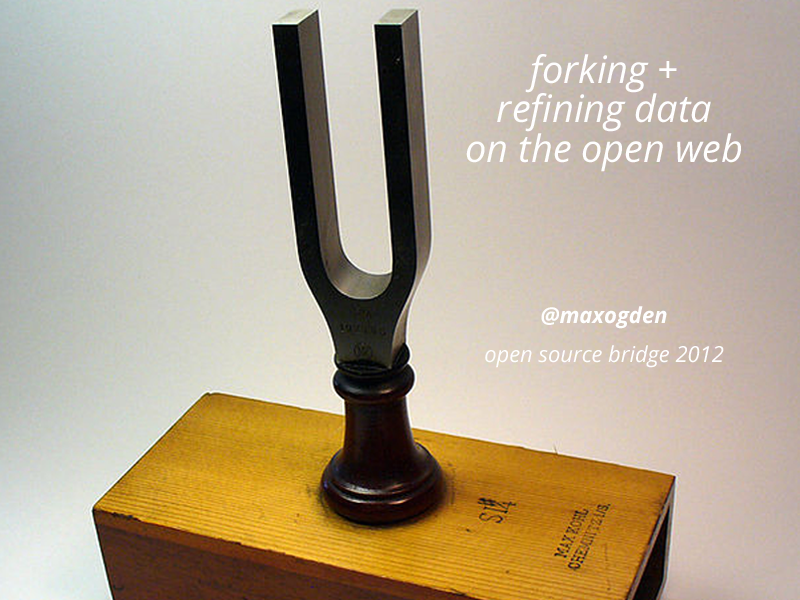 forking +
refining data
on the open web
@maxogden
open source bridge 2012
MAX KOHL
CHEMNITZ I/S.